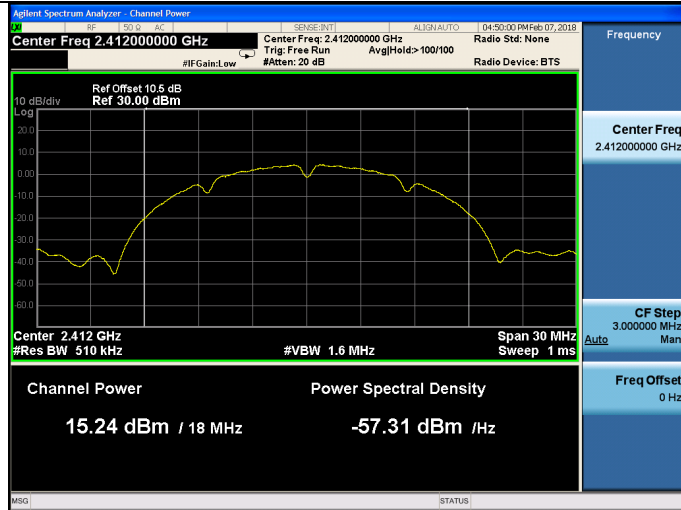 Agilent Spectrum Analyzer - Channel Power
LXI RF 50 Ω AC SENSE:INT ALIGN AUTO 04:50:00 PM Feb 07, 2018
Center Freq 2.412000000 GHz
Center Freq: 2.412000000 GHz
Radio Std: None
Trig: Free Run Avg|Hold:> 100/100
#IFGain:Low #Atten: 20 dB
Radio Device: BTS
Frequency
Ref Offset 10.5 dB
10 dB/div Ref 30.00 dBm
Log
20.0
10.0
0.00
-10.0
-20.0
-30.0
-40.0
-50.0
-60.0
Center 2.412 GHz Span 30 MHz
#Res BW 510 kHz #VBW 1.6 MHz Sweep 1 ms
Channel Power Power Spectral Density
15.24 dBm / 18 MHz -57.31 dBm /Hz
Center Freq
2.412000000 GHz
CF Step
3.000000 MHz
Auto Man
Freq Offset
0 Hz
MSG STATUS